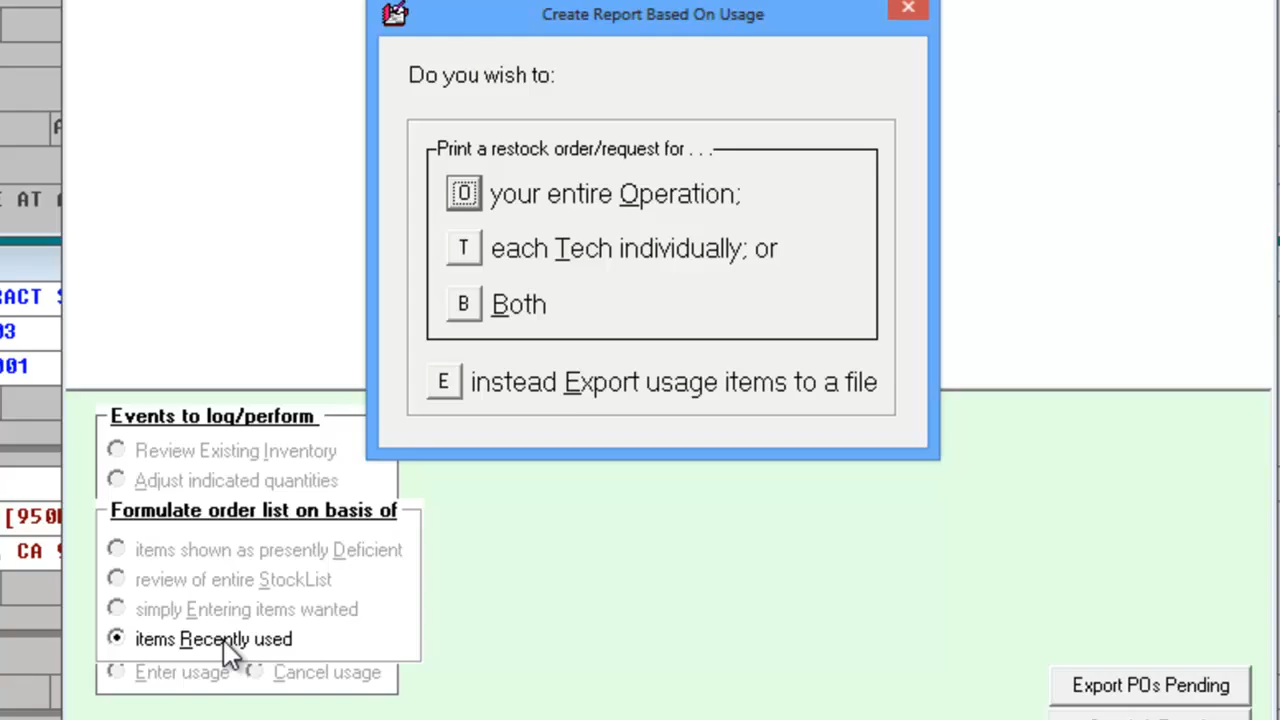 Create Report Based On Usage
Do you wish to:
Print a restock order/request for . . .
O your entire Operation;
T each Tech individually; or
B Both
E instead Export usage items to a file
E AT
RACT
03
001
[950
CA 9
Events to log/perform
Review Existing Inventory
Adjust indicated quantities
Formulate order list on basis of
items shown as presently Deficient
review of entire StockList
simply Entering items wanted
items Recently used
Enter usage Cancel usage
Export POs Pending